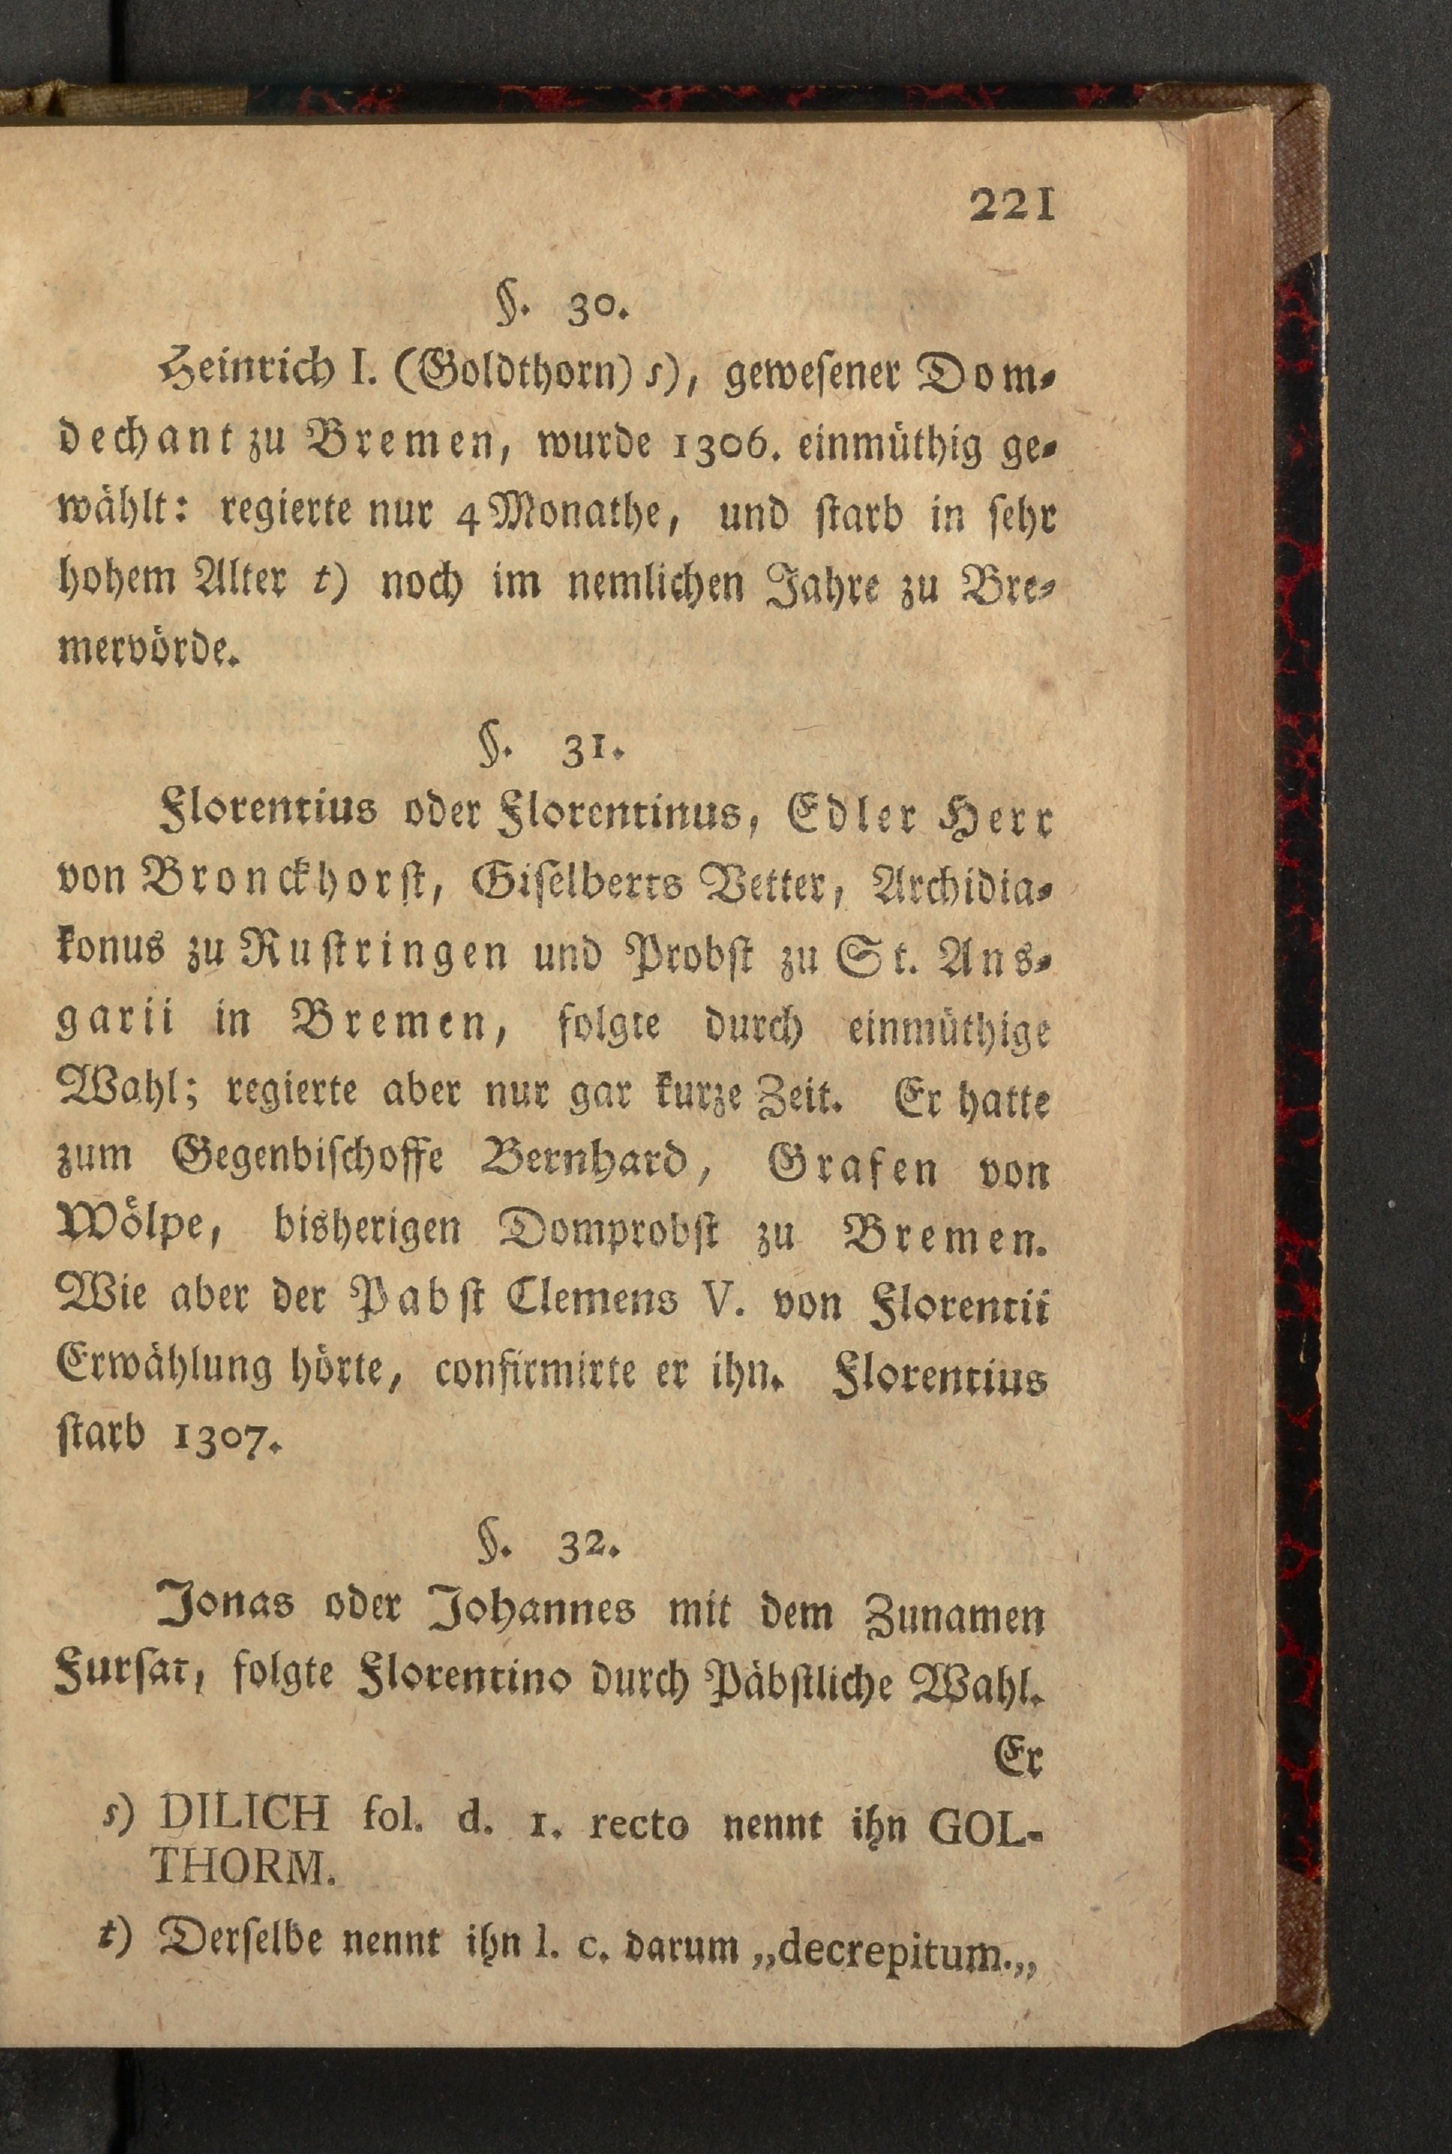 221
§. 30.
Heinrich I. (Goldthorn) s), gewesener Dom-
dechant zu Bremen, wurde 1306. einmüthig ge-
wählt: regierte nur 4 Monathe, und starb in sehr
hohem Alter t) noch im nemlichen Jahre zu Bre-
mervörde.
§. 31.
Florentius oder Florentinus, Edler Herr
von Bronckhorst, Giselberts Vetter, Archidia-
konus zu Rustringen und Probst zu St. Ans-
garii in Bremen, folgte durch einmüthige
Wahl; regierte aber nur gar kurze Zeit. Er hatte
zum Gegenbischoffe Bernhard, Grafen von
Wölpe, bisherigen Domprobst zu Bremen.
Wie aber der Pabst Clemens V. von Florentii
Erwählung hörte, confirmirte er ihn. Florentius
starb 1307.
§. 32.
Jonas oder Johannes mit dem Zunamen
Fursat, folgte Florentino durch Päbstliche Wahl.
Er
s) DILICH fol. d. 1. recto nennt ihn GOL-
THORM.
t) Derselbe nennt ihn l. c. darum „decrepitum.„